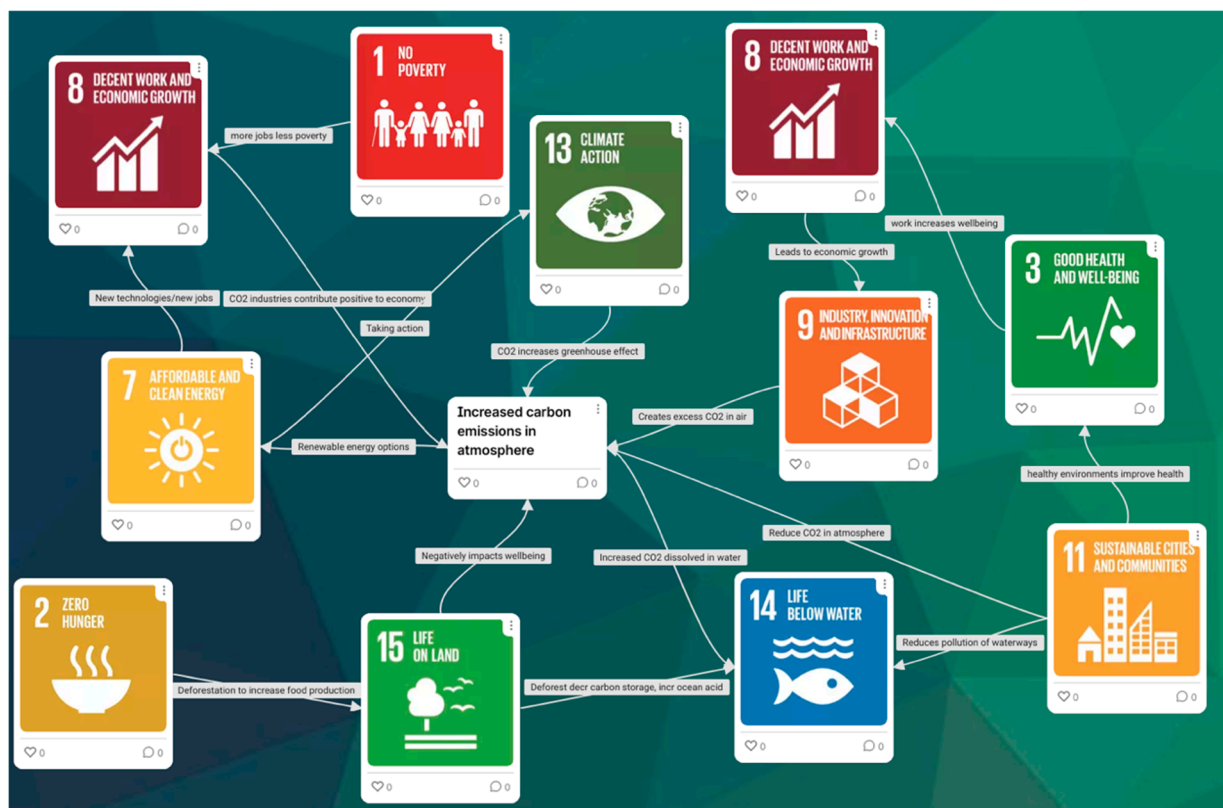 8 DECENT WORK AND
ECONOMIC GROWTH
0 0
1 NO
POVERTY
0 0
more jobs less poverty
13 CLIMATE
ACTION
0 0
8 DECENT WORK AND
ECONOMIC GROWTH
0 0
work increases wellbeing
Leads to economic growth
3 GOOD HEALTH
AND WELL-BEING
0 0
New technologies/new jobs
CO2 industries contribute positive to economy
Taking action
CO2 increases greenhouse effect
9 INDUSTRY, INNOVATION
AND INFRASTRUCTURE
0 0
7 AFFORDABLE AND
CLEAN ENERGY
0 0
Renewable energy options
Increased carbon
emissions in
atmosphere
0 0
Creates excess CO2 in air
healthy environments improve health
Negatively impacts wellbeing
Increased CO2 dissolved in water
Reduce CO2 in atmosphere
11 SUSTAINABLE CITIES
AND COMMUNITIES
0 0
2 ZERO
HUNGER
0 0
Deforestation to increase food production
15 LIFE
ON LAND
0 0
Deforest decr carbon storage, incr ocean acid
14 LIFE
BELOW WATER
0 0
Reduces pollution of waterways